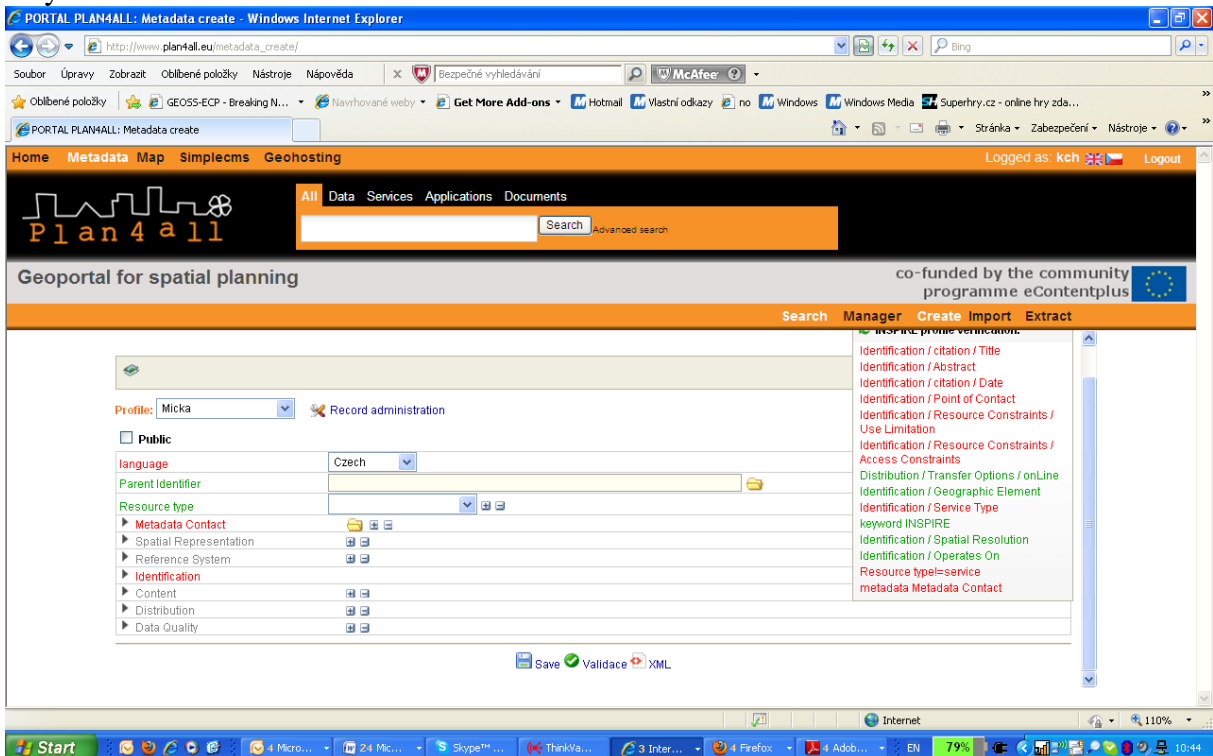 PORTAL PLAN4ALL: Metadata create - Windows Internet Explorer
http://www.plan4all.eu/metadata_create/
Bing
Soubor Úpravy Zobrazit Oblíbené položky Nástroje Nápověda x Bezpečné vyhledávání McAfee
Oblíbené položky GEOSS-ECP - Breaking N... Navrhované weby Get More Add-ons Hotmail Vlastní odkazy no Windows Windows Media Superhry.cz - online hry zda...
PORTAL PLAN4ALL: Metadata create
Stránka Zabezpečení Nástroje
Home Metadata Map Simplecms Geohosting
Logged as: kch Logout
All Data Services Applications Documents
Plan4all
Search Advanced search
Geoportal for spatial planning
co-funded by the community
programme eContentplus
Search Manager Create Import Extract
INSPIRE profile verification:
Identification / citation / Title
Identification / Abstract
Identification / citation / Date
Identification / Point of Contact
Identification / Resource Constraints /
Use Limitation
Identification / Resource Constraints /
Access Constraints
Distribution / Transfer Options / onLine
Identification / Geographic Element
Identification / Service Type
keyword INSPIRE
Identification / Spatial Resolution
Identification / Operates On
Resource type!=service
metadata Metadata Contact
Profile: Micka Record administration
Public
language Czech
Parent Identifier
Resource type
Metadata Contact
Spatial Representation
Reference System
Identification
Content
Distribution
Data Quality
Save Validace XML
Internet 110%
Start 4 Micro... 24 Mic... Skype™ ... ThinkVa... 3 Inter... 4 Firefox 4 Adob... EN 79% 10:44